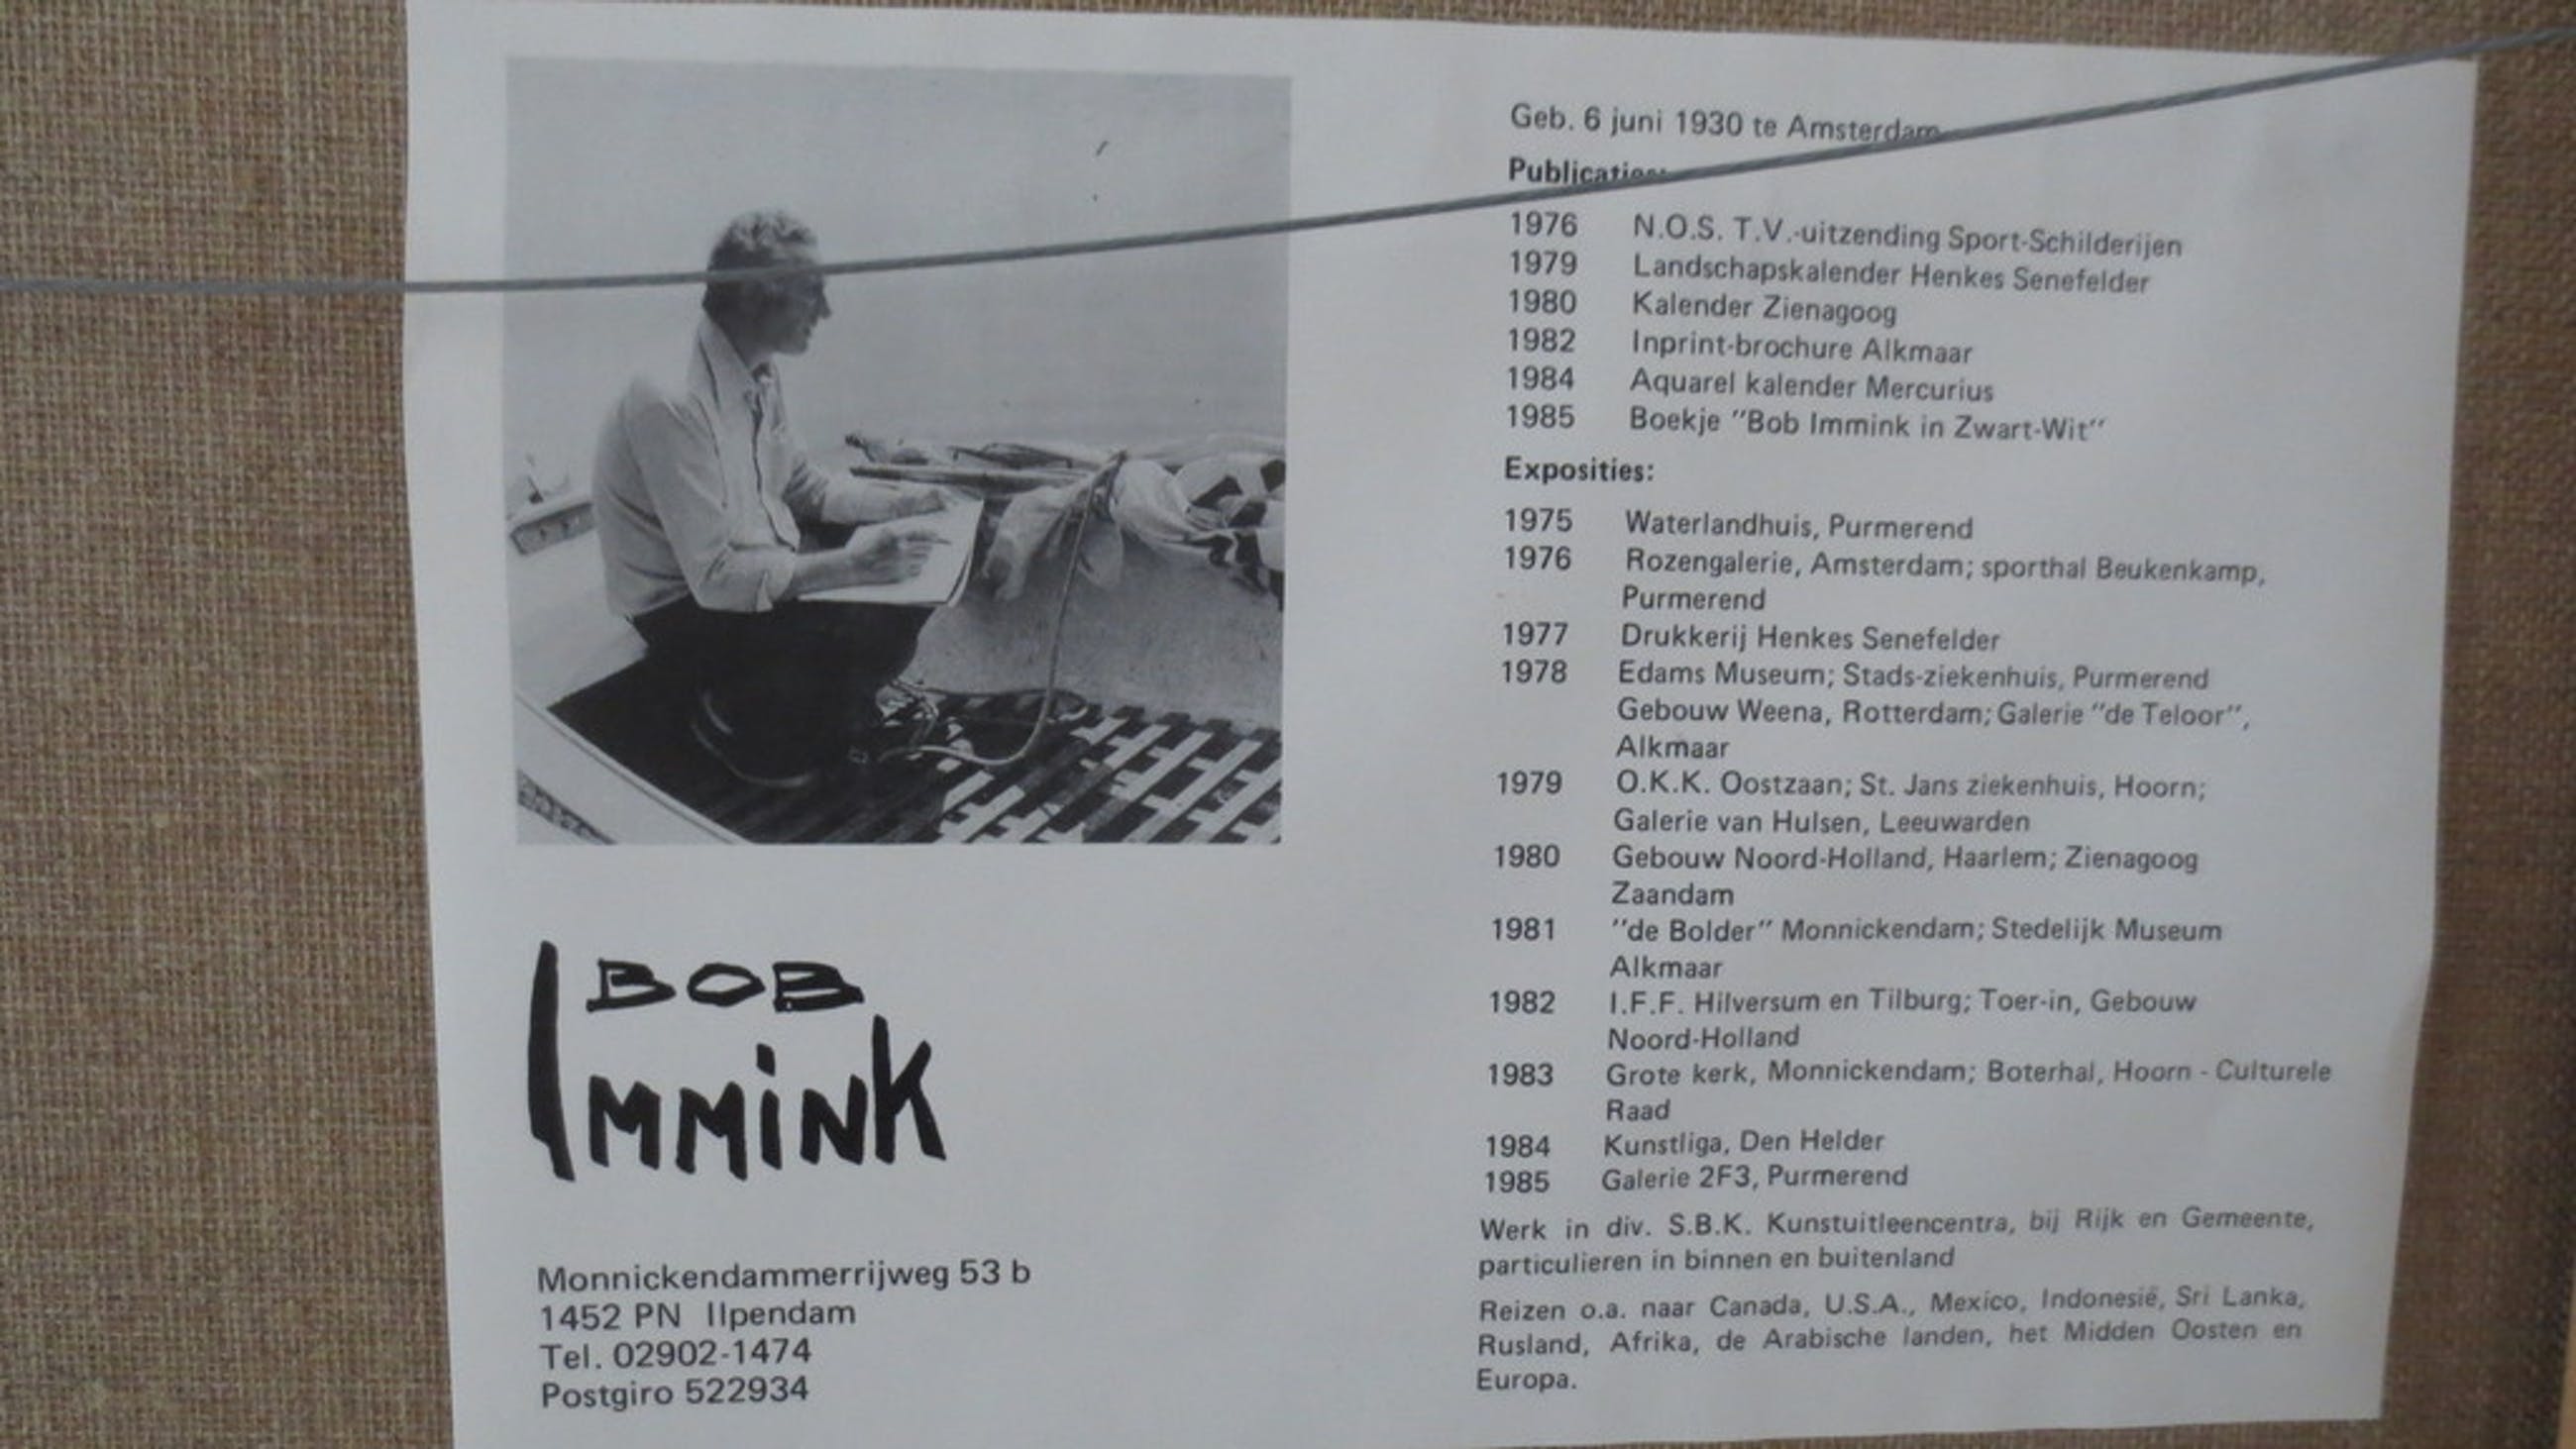 BOB
IMMINK
Monnickendammerrijweg 53 b
1452 PN Ilpendam
Tel. 02902-1474
Postgiro 522934
Geb. 6 juni 1930 te Amsterdam
Publicaties:
1976 N.O.S. T.V.-uitzending Sport-Schilderijen
1979 Landschapskalender Henkes Senefelder
1980 Kalender Zienagoog
1982 Inprint-brochure Alkmaar
1984 Aquarel kalender Mercurius
1985 Boekje "Bob Immink in Zwart-Wit"
Exposities:
1975 Waterlandhuis, Purmerend
1976 Rozengalerie, Amsterdam; sporthal Beukenkamp,
Purmerend
1977 Drukkerij Henkes Senefelder
1978 Edams Museum; Stads-ziekenhuis, Purmerend
Gebouw Weena, Rotterdam; Galerie "de Teloor",
Alkmaar
1979 O.K.K. Oostzaan; St. Jans ziekenhuis, Hoorn;
Galerie van Hulsen, Leeuwarden
1980 Gebouw Noord-Holland, Haarlem; Zienagoog
Zaandam
1981 "de Bolder" Monnickendam; Stedelijk Museum
Alkmaar
1982 I.F.F. Hilversum en Tilburg; Toer-in, Gebouw
Noord-Holland
1983 Grote kerk, Monnickendam; Boterhal, Hoorn - Culturele
Raad
1984 Kunstliga, Den Helder
1985 Galerie 2F3, Purmerend
Werk in div. S.B.K. Kunstuitleencentra, bij Rijk en Gemeente,
particulieren in binnen en buitenland
Reizen o.a. naar Canada, U.S.A., Mexico, Indonesië, Sri Lanka,
Rusland, Afrika, de Arabische landen, het Midden Oosten en
Europa.